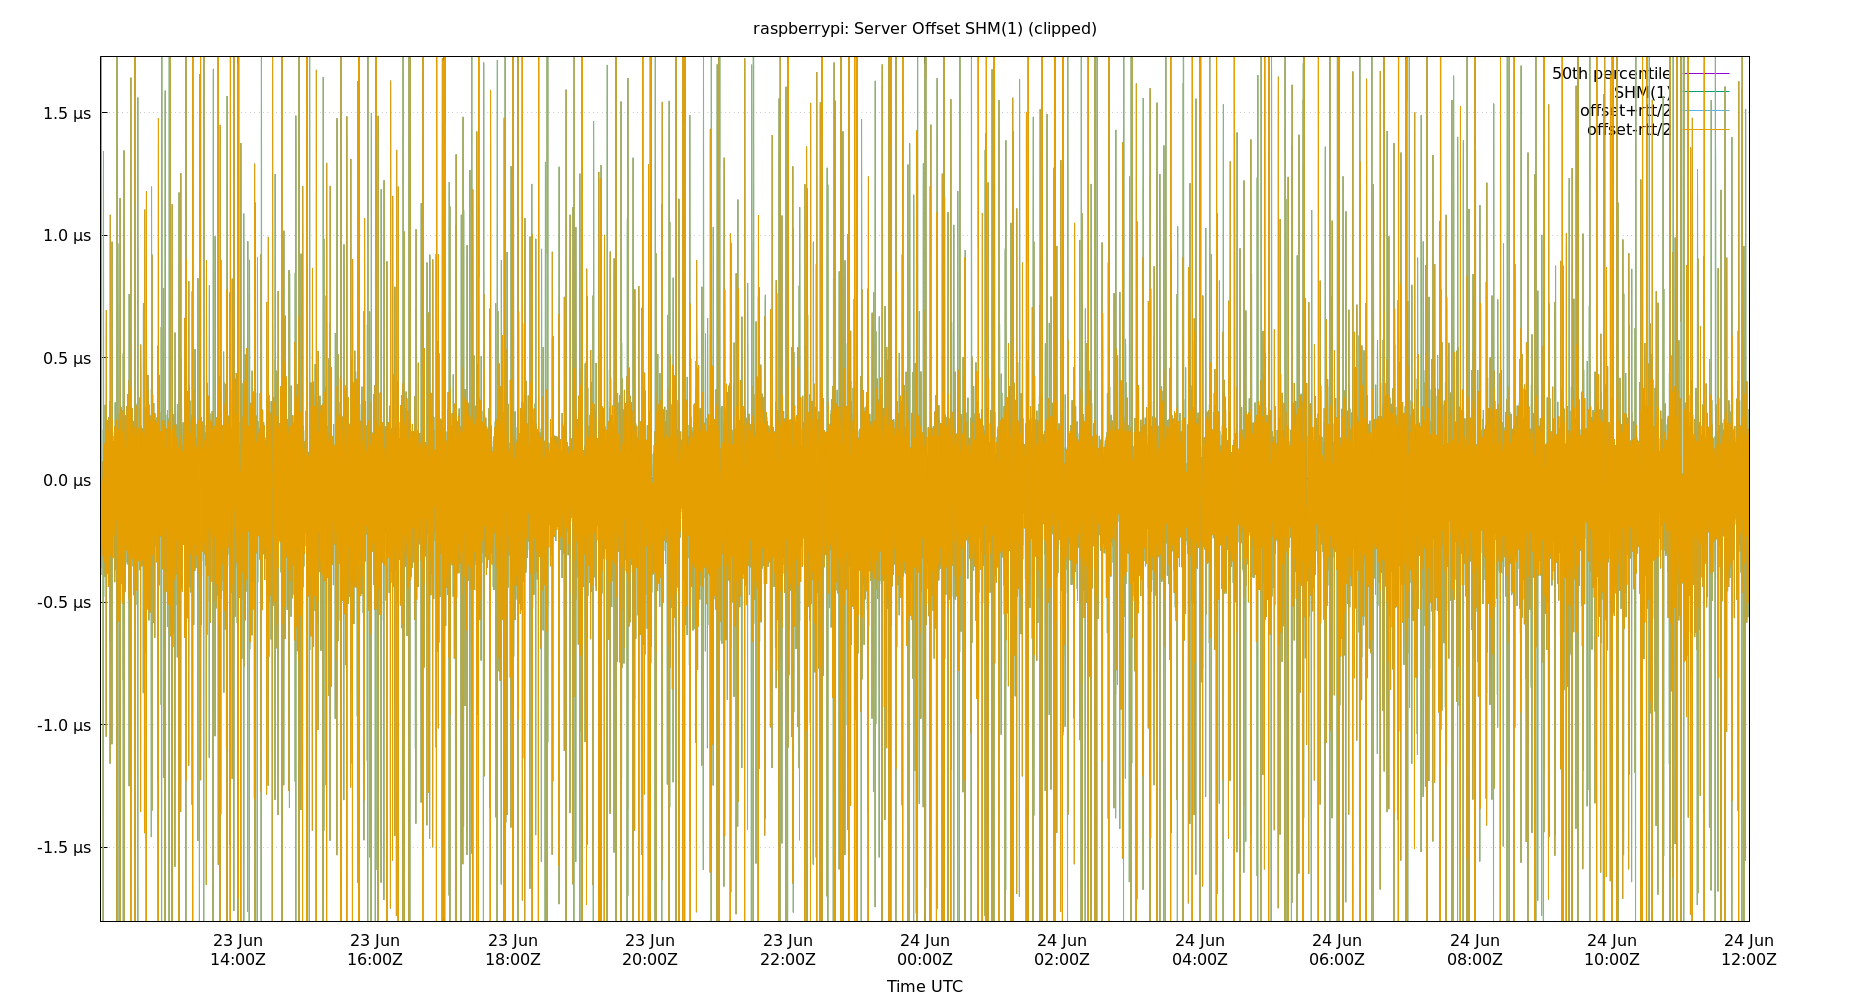 raspberrypi: Server Offset SHM(1) (clipped)
50th percentile
SHM(1)
offset+rtt/2
offset-rtt/2
1.5 µs
1.0 µs
0.5 µs
0.0 µs
-0.5 µs
-1.0 µs
-1.5 µs
23 Jun 23 Jun 23 Jun 23 Jun 23 Jun 24 Jun 24 Jun 24 Jun 24 Jun 24 Jun 24 Jun 24 Jun
14:00Z 16:00Z 18:00Z 20:00Z 22:00Z 00:00Z 02:00Z 04:00Z 06:00Z 08:00Z 10:00Z 12:00Z
Time UTC